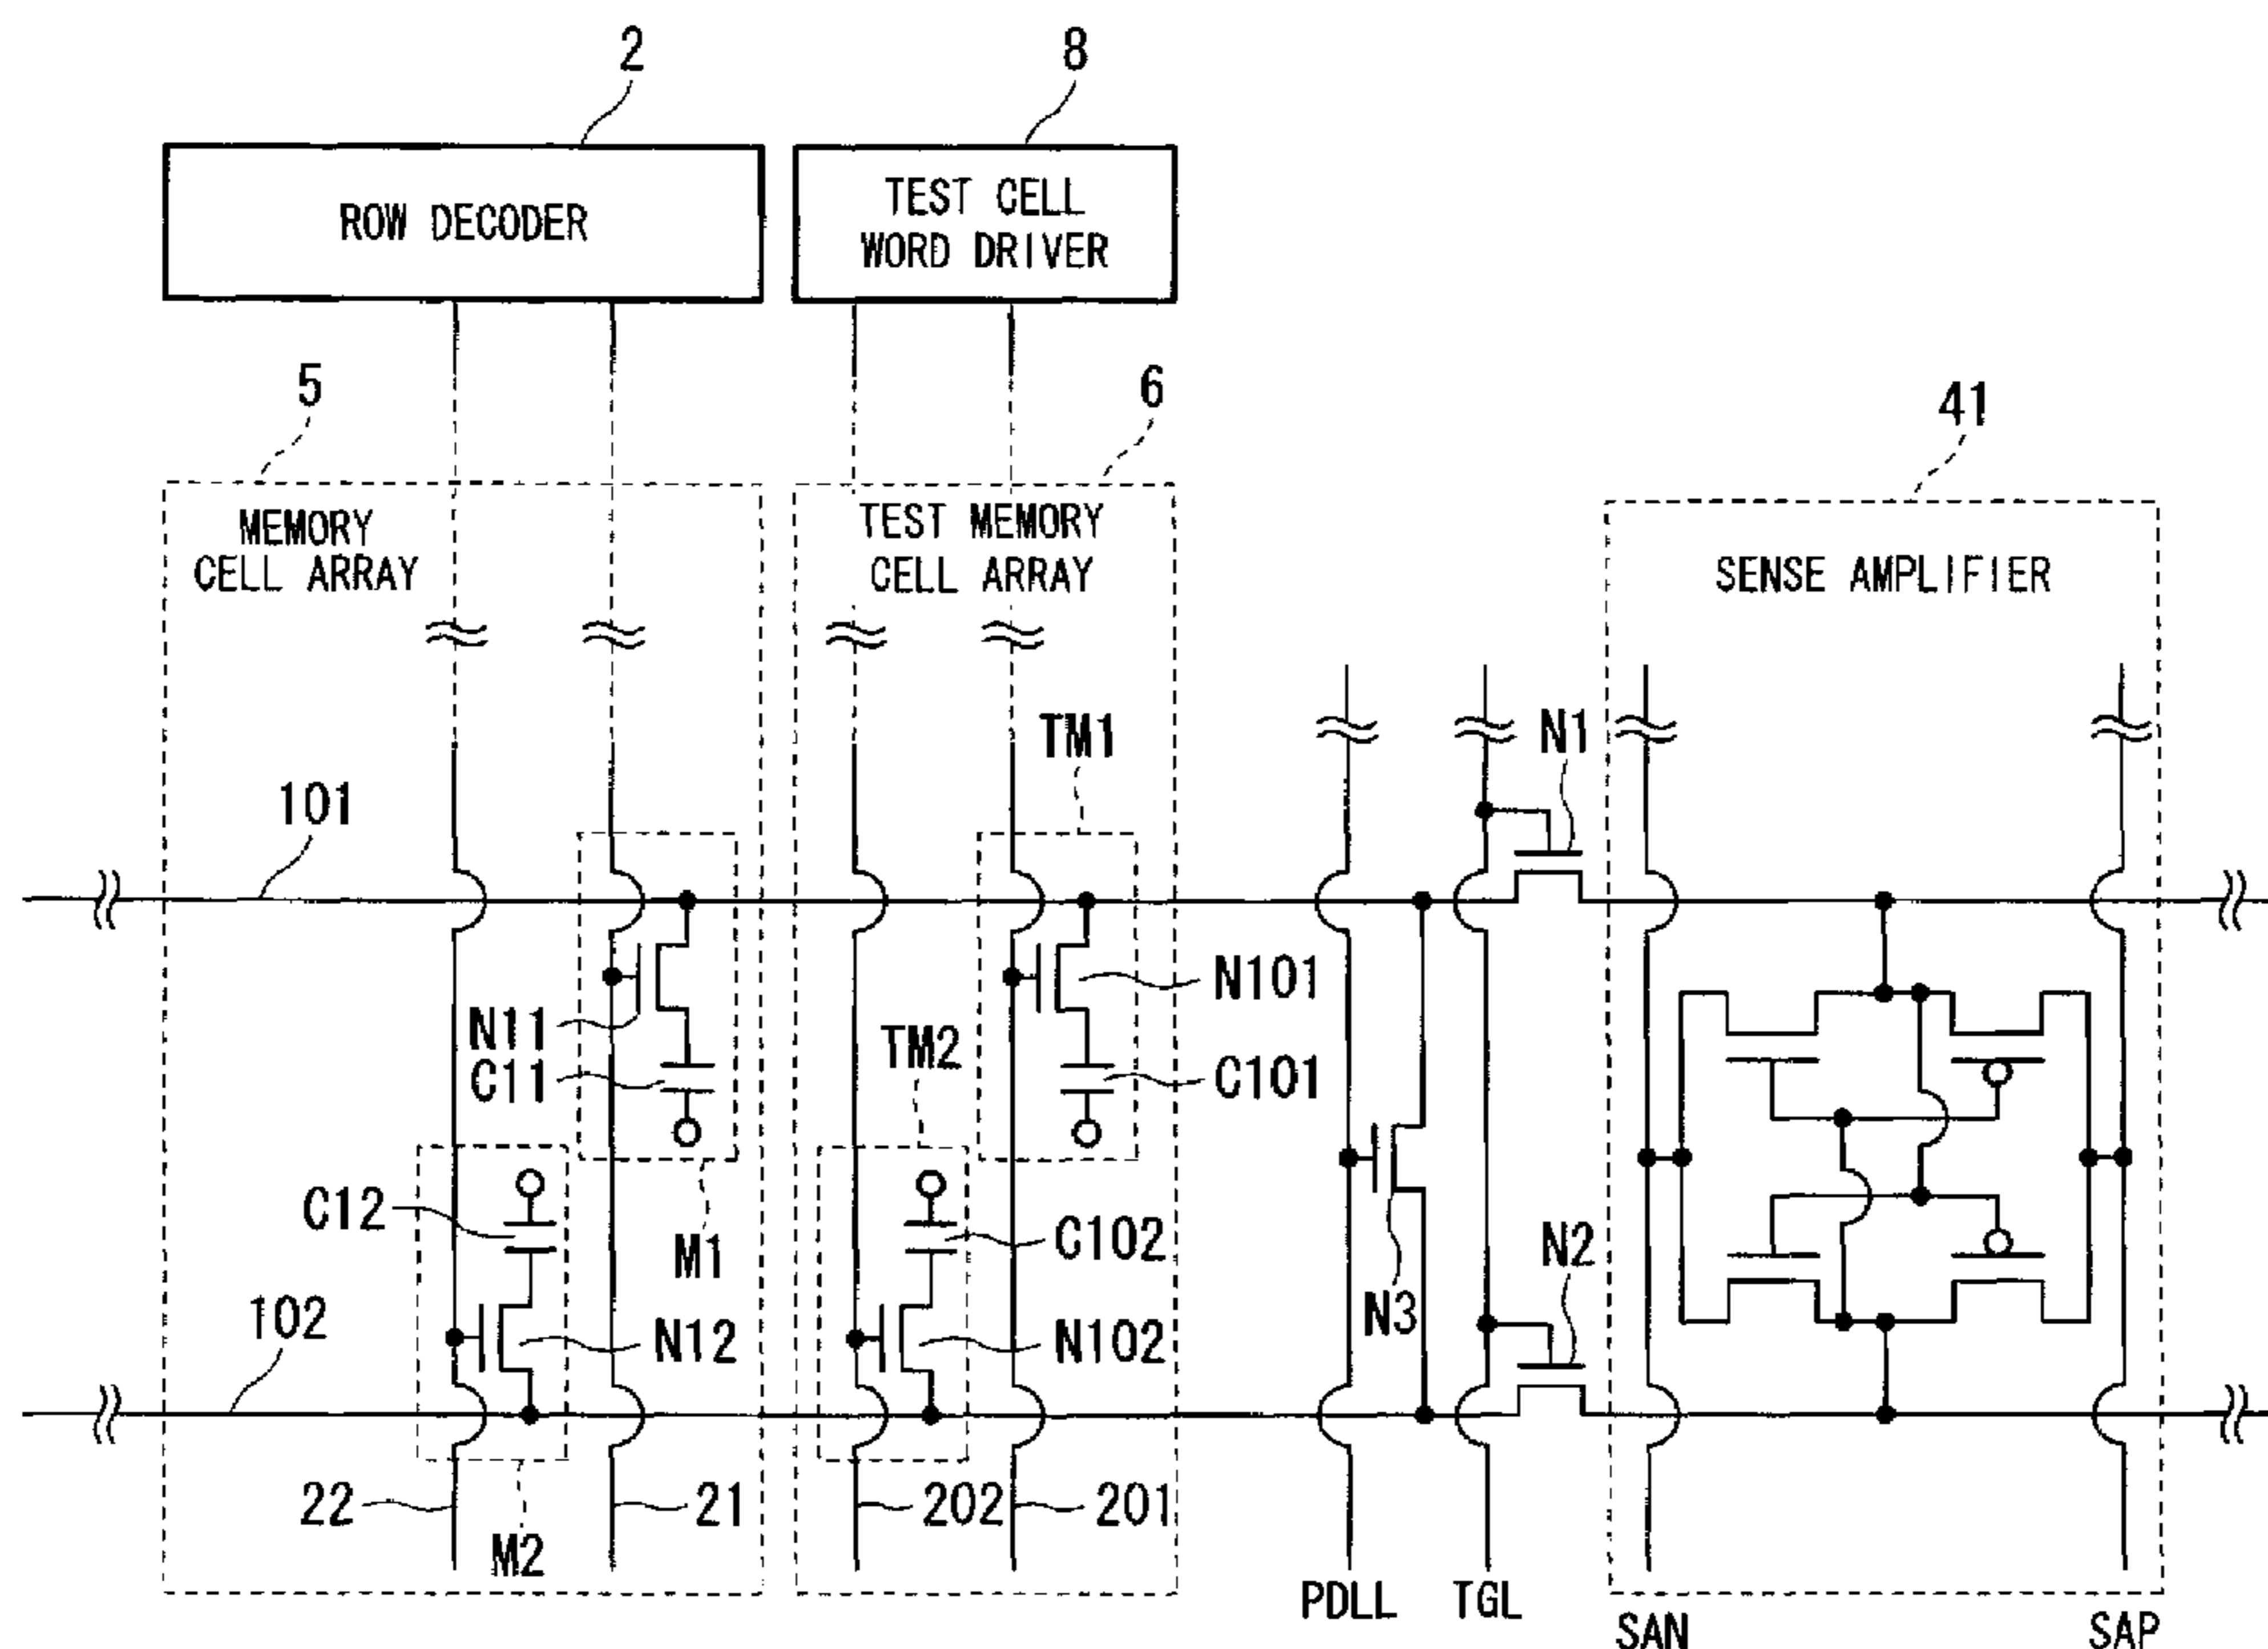 2
8
ROW DECODER
TEST CELL
WORD DRIVER
5
6
41
MEMORY
CELL ARRAY
TEST MEMORY
CELL ARRAY
SENSE AMPLIFIER
TM1
N1
101
N101
N11
TM2
C11
C101
C12
M1
C102
N2
N3
102
N12
N102
22
21
202
201
M2
PDLL
TGL
SAN
SAP